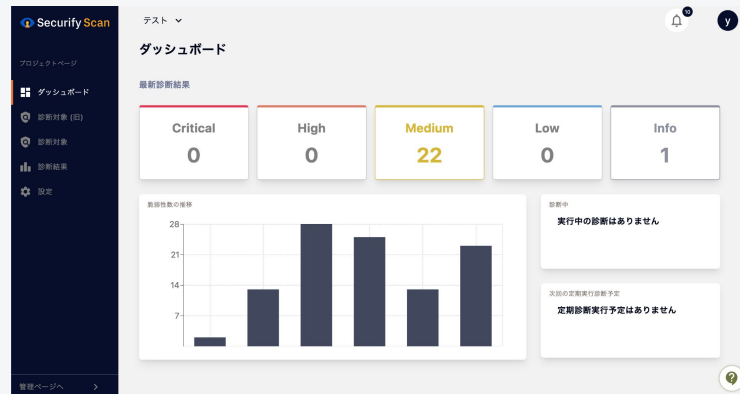 Securify Scan
テスト
10
y
プロジェクトページ
ダッシュボード
診断対象 (旧)
診断対象
診断結果
設定
管理ページへ
ダッシュボード
最新診断結果
Critical
0
High
0
Medium
22
Low
0
Info
1
脆弱性数の推移
28
21
14
7
診断中
実行中の診断はありません
次回の定期実行診断予定
定期診断実行予定はありません
?